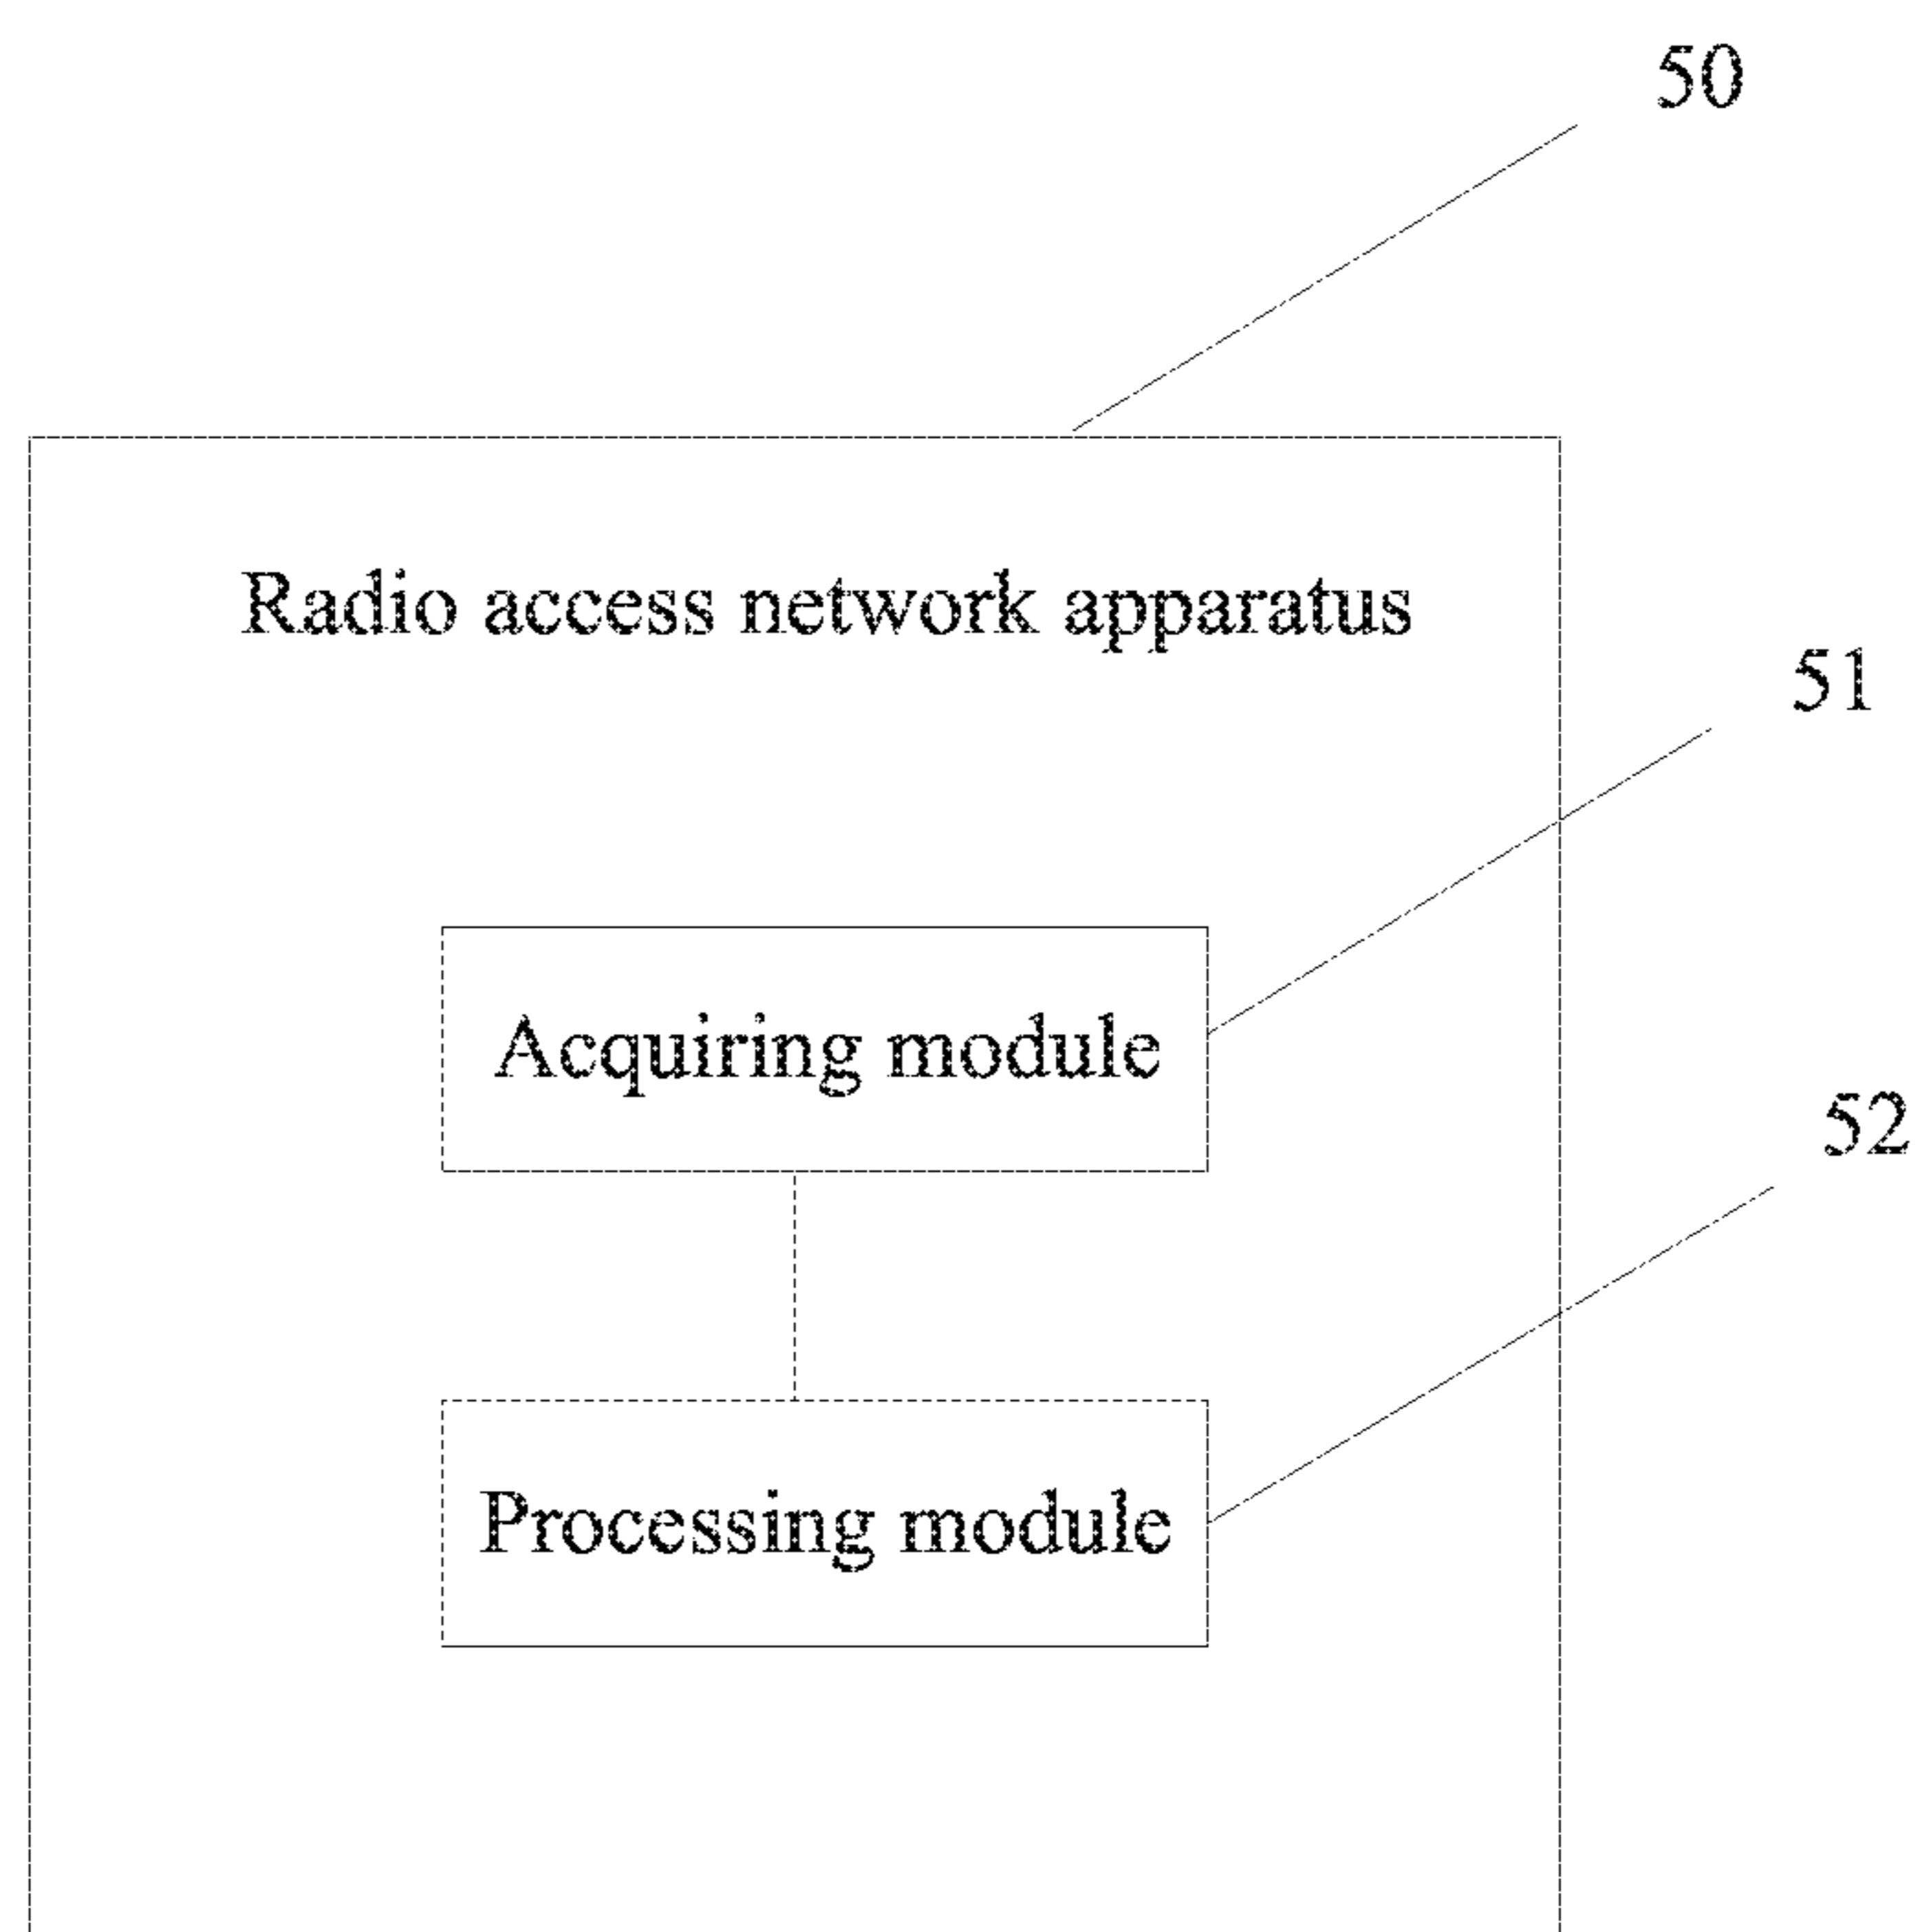 50
Radio access network apparatus
51
Acquiring module
52
Processing module